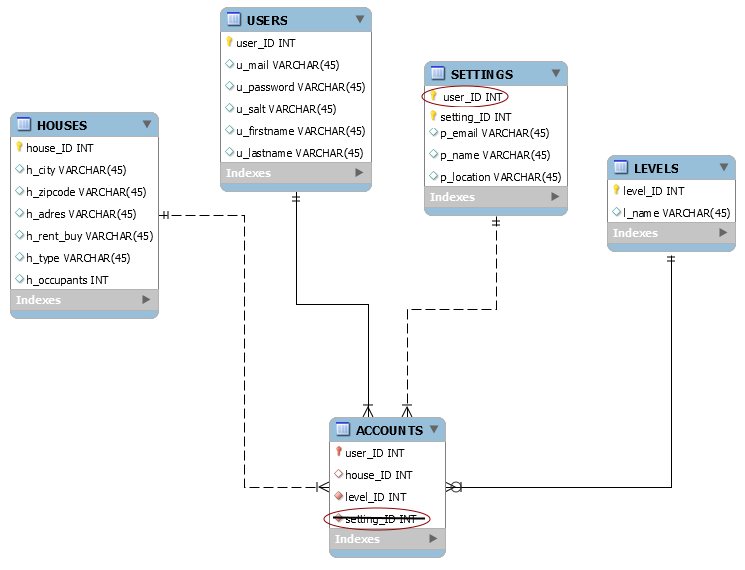 USERS
user_ID INT
u_mail VARCHAR(45)
u_password VARCHAR(45)
u_salt VARCHAR(45)
u_firstname VARCHAR(45)
u_lastname VARCHAR(45)
Indexes
SETTINGS
user_ID INT
setting_ID INT
p_email VARCHAR(45)
p_name VARCHAR(45)
p_location VARCHAR(45)
Indexes
HOUSES
house_ID INT
h_city VARCHAR(45)
h_zipcode VARCHAR(45)
h_adres VARCHAR(45)
h_rent_buy VARCHAR(45)
h_type VARCHAR(45)
h_occupants INT
Indexes
LEVELS
level_ID INT
l_name VARCHAR(45)
Indexes
ACCOUNTS
user_ID INT
house_ID INT
level_ID INT
setting_ID INT
Indexes